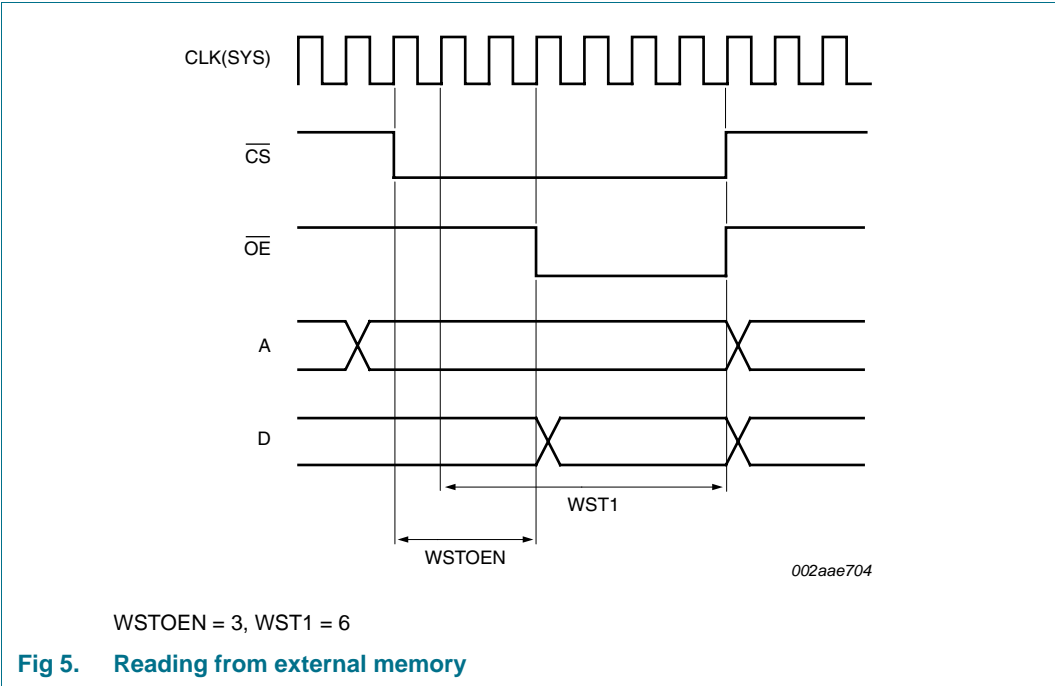 CLK(SYS)
CS
OE
A
D
WST1
WSTOEN
002aae704
WSTOEN = 3, WST1 = 6
Fig 5. Reading from external memory